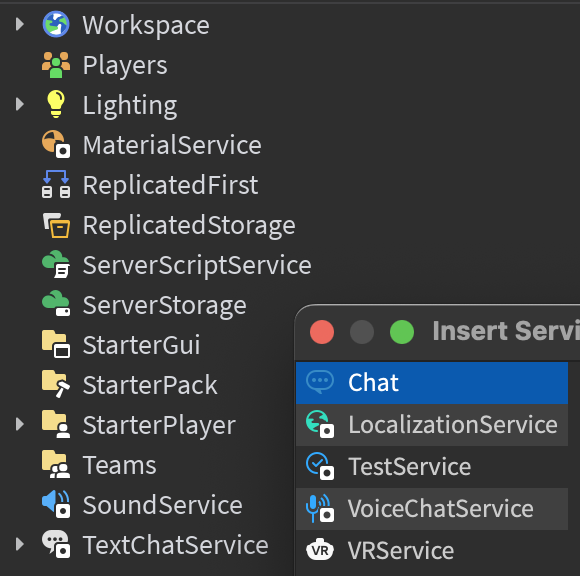 Workspace
Players
Lighting
MaterialService
ReplicatedFirst
ReplicatedStorage
ServerScriptService
ServerStorage
StarterGui
StarterPack
StarterPlayer
Teams
SoundService
TextChatService
Insert Servi
Chat
LocalizationService
TestService
VoiceChatService
VR VRService